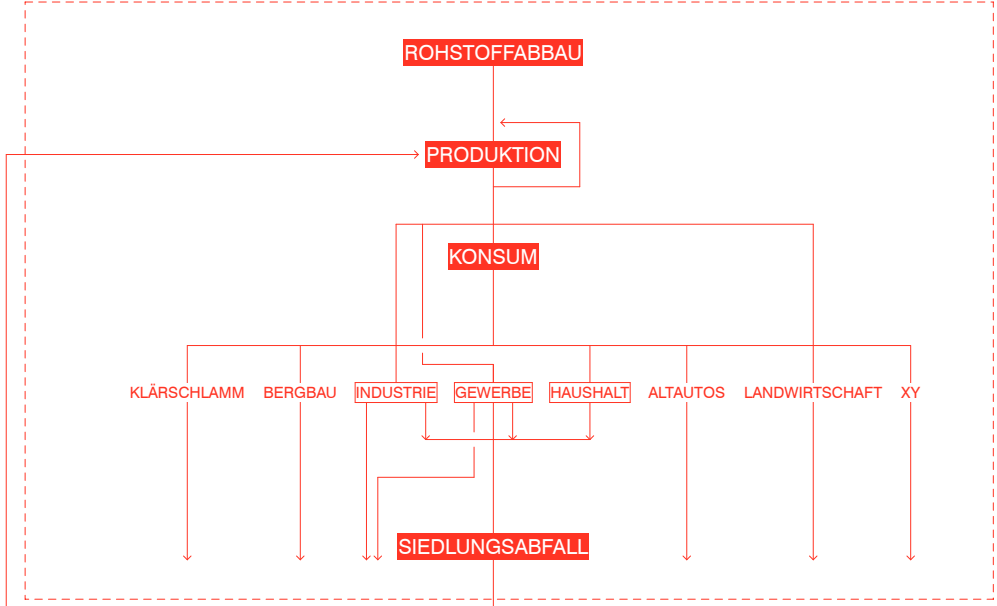 ROHSTOFFABBAU
PRODUKTION
KONSUM
KLÄRSCHLAMM BERGBAU INDUSTRIE GEWERBE HAUSHALT ALTAUTOS LANDWIRTSCHAFT XY
SIEDLUNGSABFALL